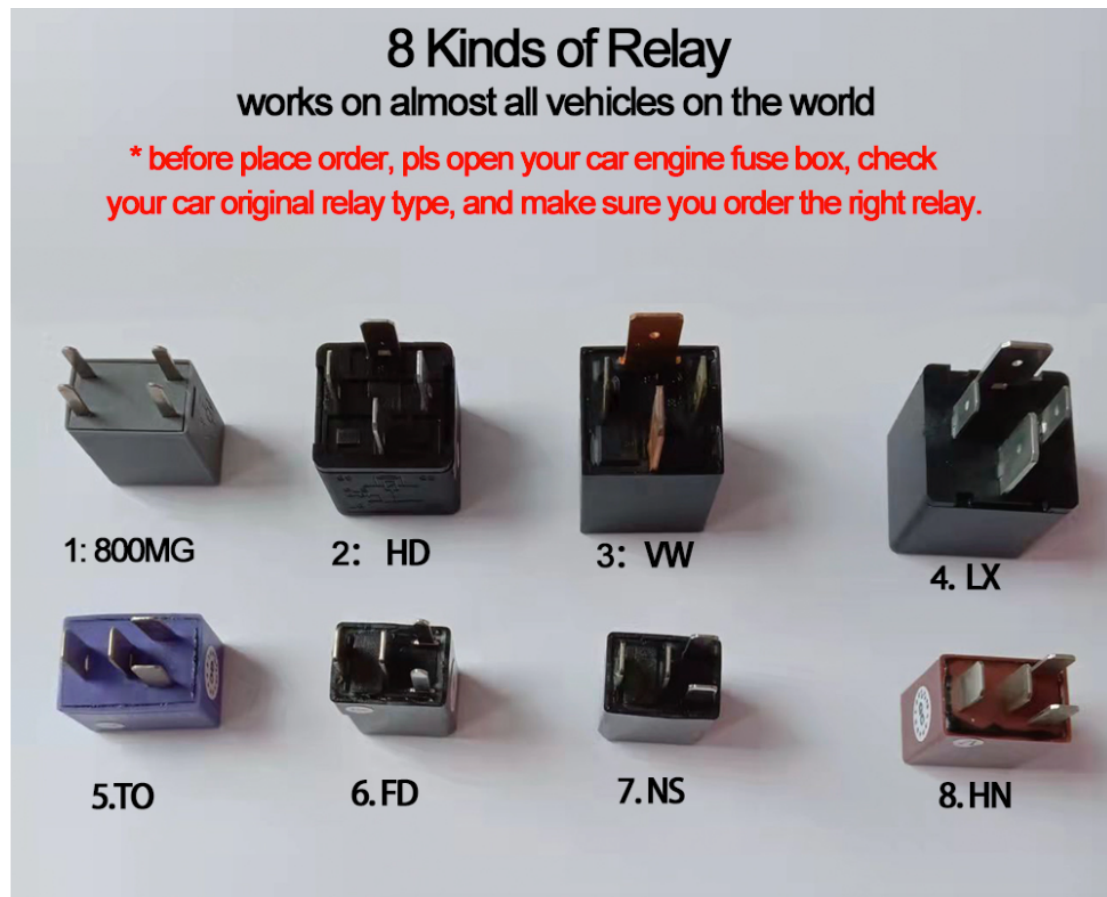 8 Kinds of Relay
works on almost all vehicles on the world
* before place order, pls open your car engine fuse box, check
your car original relay type, and make sure you order the right relay.
1: 800MG
2: HD
3: VW
4. LX
5.TO
6. FD
7. NS
8. HN